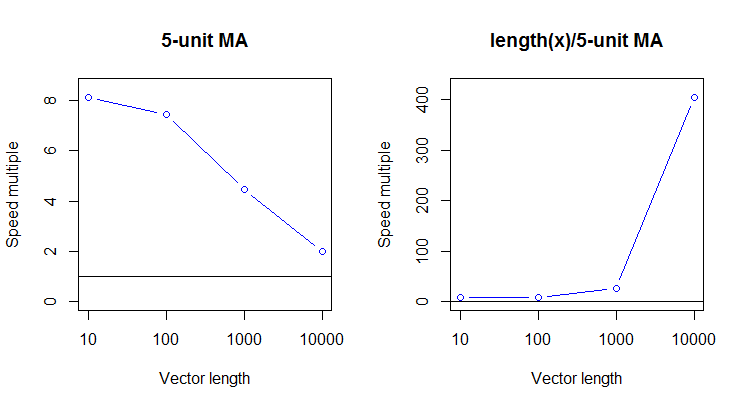 5-unit MA
Speed multiple
8
6
4
2
0
10 100 1000 10000
Vector length
length(x)/5-unit MA
Speed multiple
400
300
200
100
0
10 100 1000 10000
Vector length